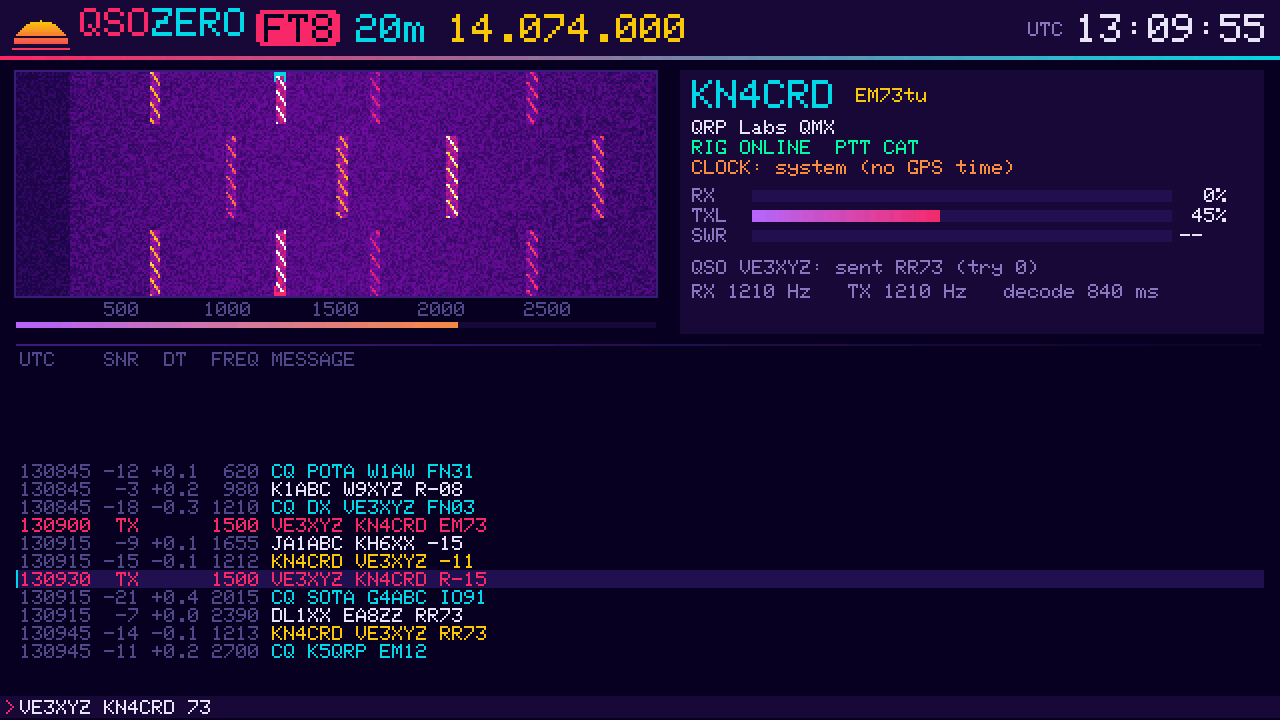 QSOZERO FT8 20m 14.074.000 UTC 13:09:55
KN4CRD EM73tu
QRP Labs QMX
RIG ONLINE PTT CAT
CLOCK: system (no GPS time)
RX 0%
TXL 45%
SWR --
QSO VE3XYZ: sent RR73 (try 0)
RX 1210 Hz TX 1210 Hz decode 840 ms
500 1000 1500 2000 2500
UTC SNR DT FREQ MESSAGE
130845 -12 +0.1 620 CQ POTA W1AW FN31
130845 -3 +0.2 980 K1ABC W9XYZ R-08
130845 -18 -0.3 1210 CQ DX VE3XYZ FN03
130900 TX 1500 VE3XYZ KN4CRD EM73
130915 -9 +0.1 1655 JA1ABC KH6XX -15
130915 -15 -0.1 1212 KN4CRD VE3XYZ -11
130930 TX 1500 VE3XYZ KN4CRD R-15
130915 -21 +0.4 2015 CQ SOTA G4ABC IO91
130915 -7 +0.0 2390 DL1XX EA8ZZ RR73
130945 -14 -0.1 1213 KN4CRD VE3XYZ RR73
130945 -11 +0.2 2700 CQ K5QRP EM12
>VE3XYZ KN4CRD 73